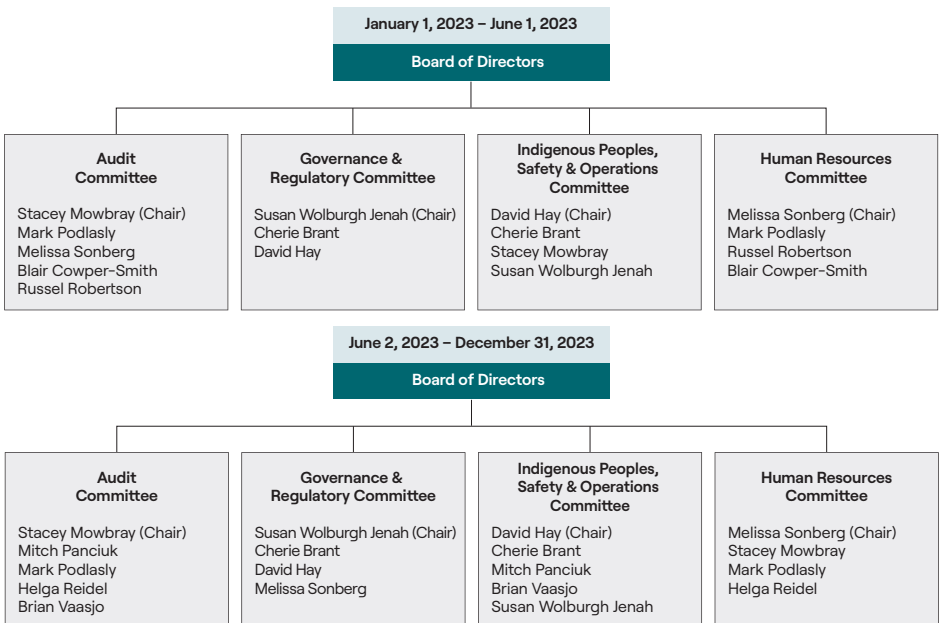 January 1, 2023 – June 1, 2023
Board of Directors
Audit
Committee
Stacey Mowbray (Chair)
Mark Podlasly
Melissa Sonberg
Blair Cowper-Smith
Russel Robertson
Governance &
Regulatory Committee
Susan Wolburgh Jenah (Chair)
Cherie Brant
David Hay
Indigenous Peoples,
Safety & Operations
Committee
David Hay (Chair)
Cherie Brant
Stacey Mowbray
Susan Wolburgh Jenah
Human Resources
Committee
Melissa Sonberg (Chair)
Mark Podlasly
Russel Robertson
Blair Cowper-Smith
June 2, 2023 – December 31, 2023
Board of Directors
Audit
Committee
Stacey Mowbray (Chair)
Mitch Panciuk
Mark Podlasly
Helga Reidel
Brian Vaasjo
Governance &
Regulatory Committee
Susan Wolburgh Jenah (Chair)
Cherie Brant
David Hay
Melissa Sonberg
Indigenous Peoples,
Safety & Operations
Committee
David Hay (Chair)
Cherie Brant
Mitch Panciuk
Brian Vaasjo
Susan Wolburgh Jenah
Human Resources
Committee
Melissa Sonberg (Chair)
Stacey Mowbray
Mark Podlasly
Helga Reidel